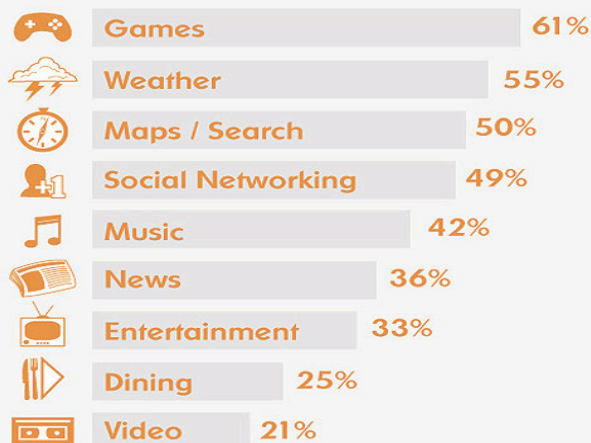 Games 61%
Weather 55%
Maps / Search 50%
+1
Social Networking 49%
Music 42%
News 36%
Entertainment 33%
Dining 25%
Video 21%